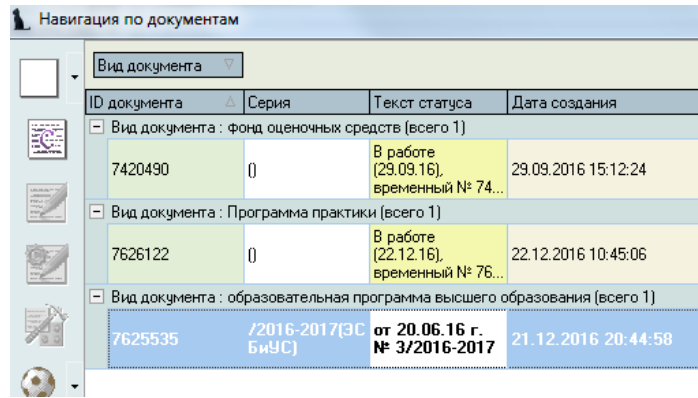 Навигация по документам
Вид документа
ID документа Серия Текст статуса Дата создания
Вид документа : фонд оценочных средств (всего 1)
7420490 () В работе (29.09.16), временный № 74... 29.09.2016 15:12:24
Вид документа : Программа практики (всего 1)
7626122 () В работе (22.12.16), временный № 76... 22.12.2016 10:45:06
Вид документа : образовательная программа высшего образования (всего 1)
7625535 /2016-2017(ЭС БиУС) от 20.06.16 г. № 3/2016-2017 21.12.2016 20:44:58